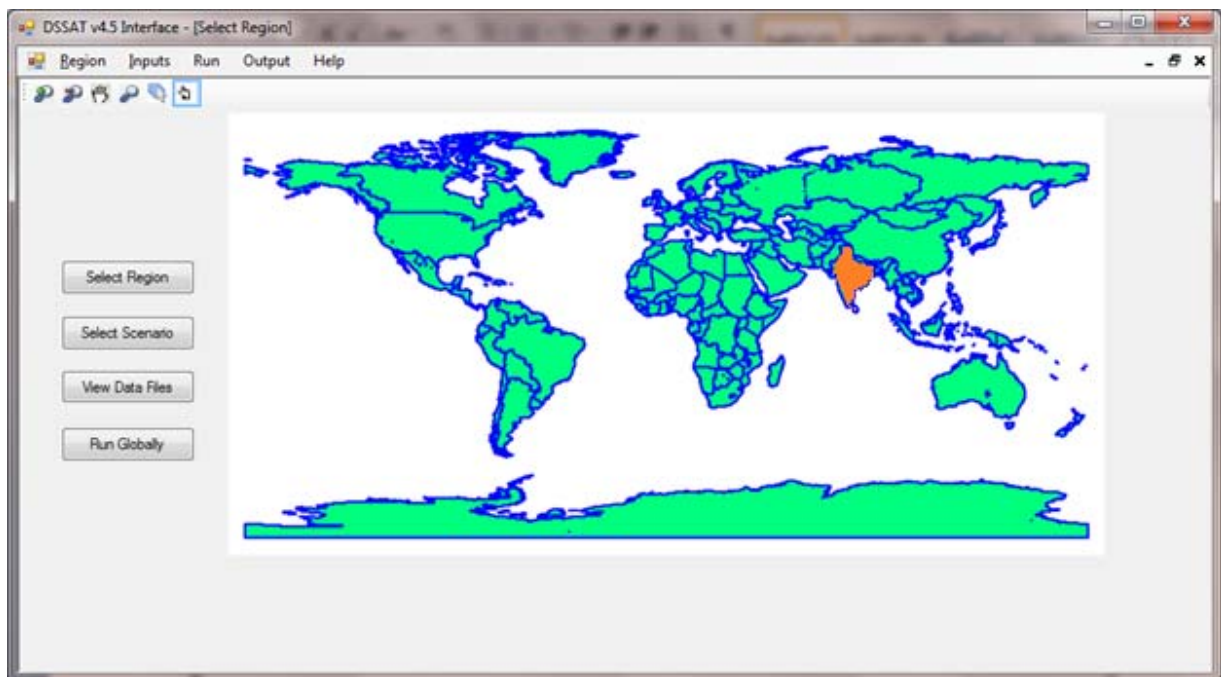 DSSAT v4.5 Interface - [Select Region]
Region Inputs Run Output Help
Select Region
Select Scenario
View Data Files
Run Globally